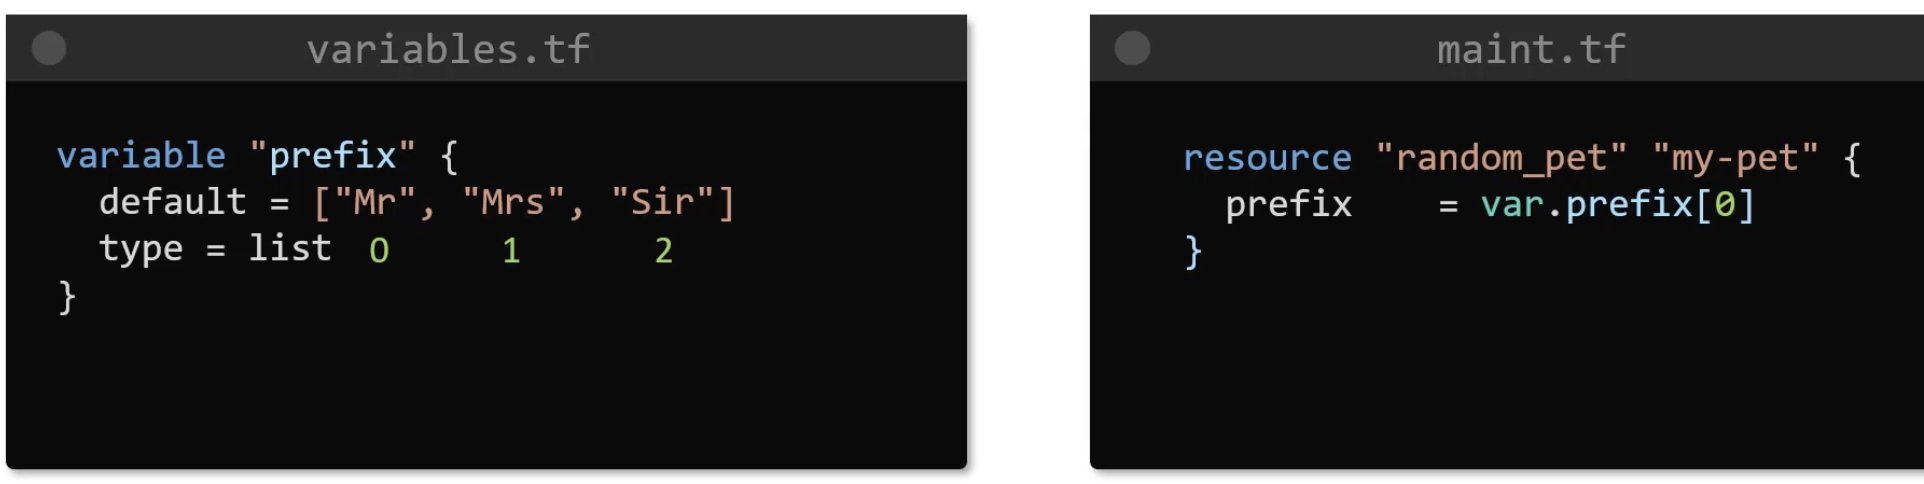 variables.tf
variable "prefix" {
  default = ["Mr", "Mrs", "Sir"]
  type = list 0 1 2
}
maint.tf
resource "random_pet" "my-pet" {
  prefix    = var.prefix[0]
}